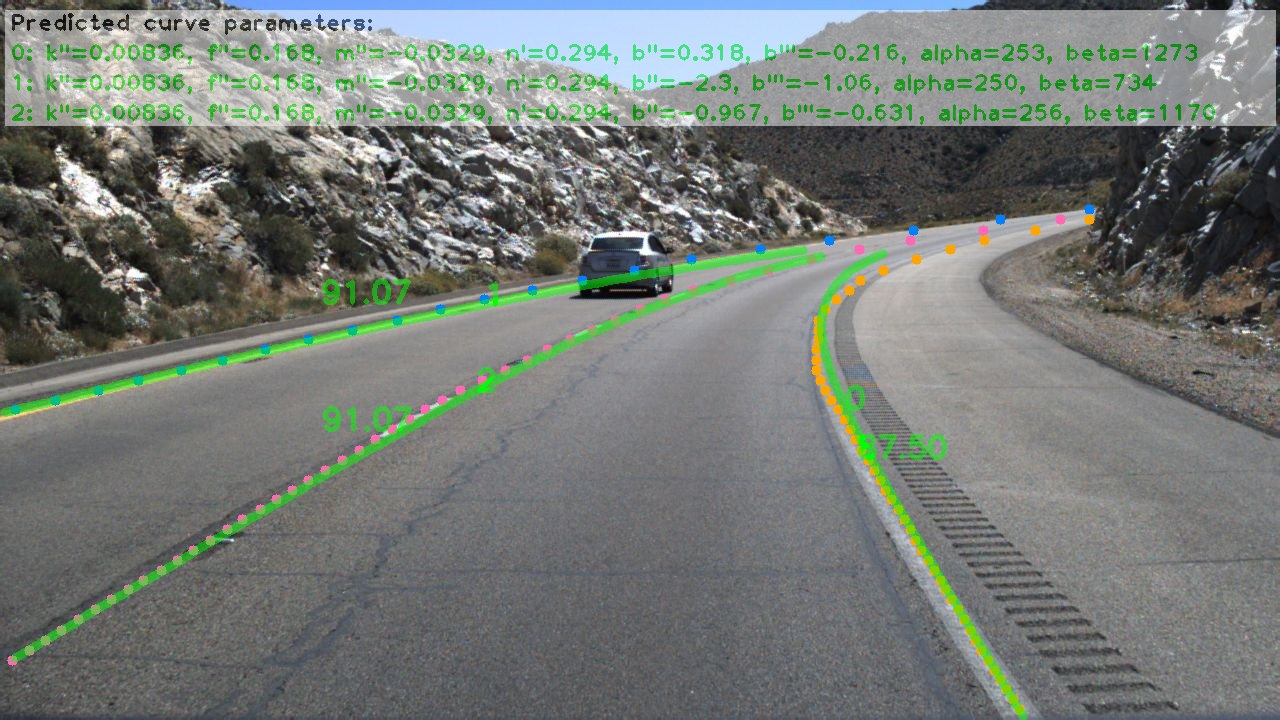 Predicted curve parameters:
0: k''=0.00836, f''=0.168, m''=-0.0329, n'=0.294, b''=0.318, b'''=-0.216, alpha=253, beta=1273
1: k''=0.00836, f''=0.168, m''=-0.0329, n'=0.294, b''=-2.3, b'''=-1.06, alpha=250, beta=734
2: k''=0.00836, f''=0.168, m''=-0.0329, n'=0.294, b''=-0.967, b'''=-0.631, alpha=256, beta=1170
91.07
1
2
91.07
0
97.50